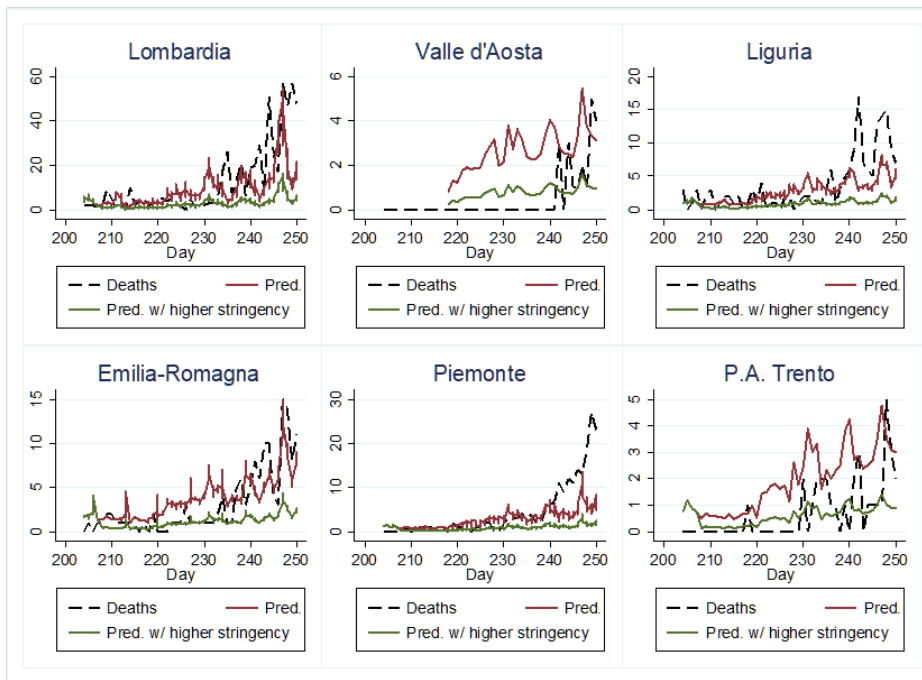 Lombardia
60
40
20
0
200 210 220 230 240 250
Day
Deaths Pred.
Pred. w/ higher stringency
Valle d'Aosta
6
4
2
0
200 210 220 230 240 250
Day
Deaths Pred.
Pred. w/ higher stringency
Liguria
20
15
10
5
0
200 210 220 230 240 250
Day
Deaths Pred.
Pred. w/ higher stringency
Emilia-Romagna
15
10
5
0
200 210 220 230 240 250
Day
Deaths Pred.
Pred. w/ higher stringency
Piemonte
30
20
10
0
200 210 220 230 240 250
Day
Deaths Pred.
Pred. w/ higher stringency
P.A. Trento
5
4
3
2
1
0
200 210 220 230 240 250
Day
Deaths Pred.
Pred. w/ higher stringency